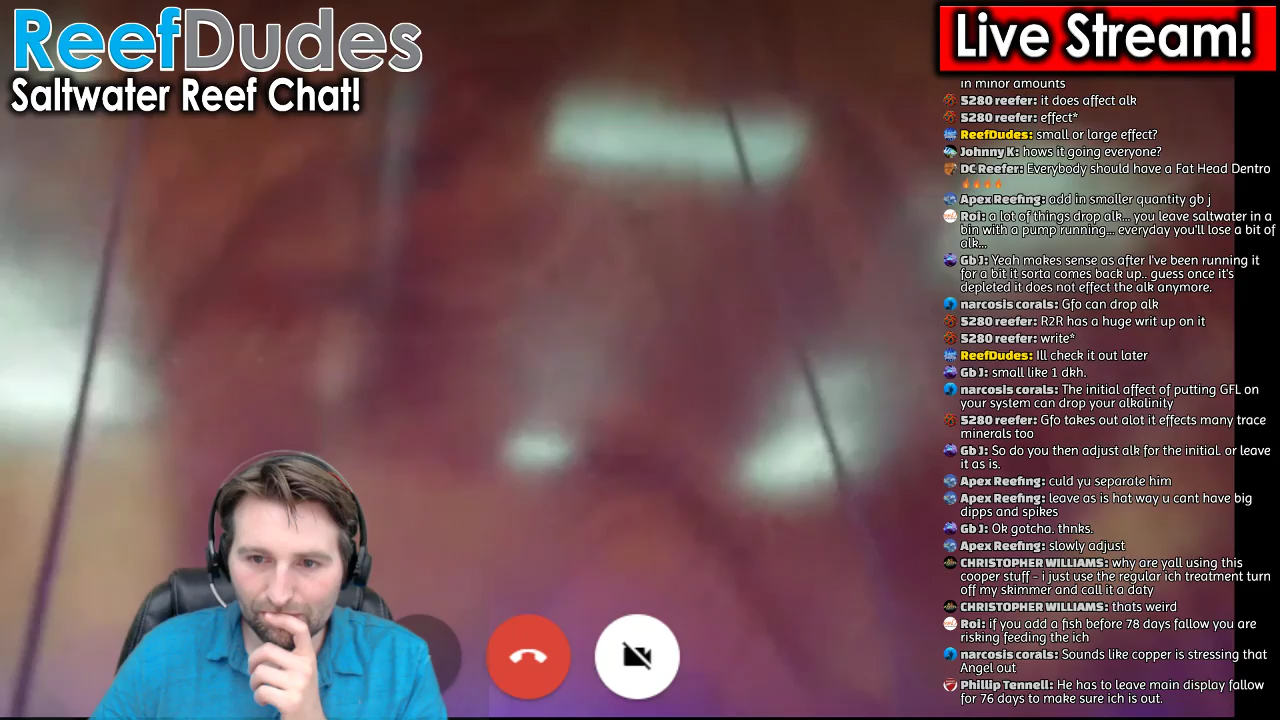 ReefDudes
Saltwater Reef Chat!
Live Stream!
in minor amounts
5280 reefer: it does affect alk
5280 reefer: effect*
ReefDudes: small or large effect?
Johnny K: hows it going everyone?
DC Reefer: Everybody should have a Fat Head Dentro
🔥🔥🔥🔥
Apex Reefing: add in smaller quantity gb j
Roi: a lot of things drop alk... you leave saltwater in a
bin with a pump running... everyday you'll lose a bit of
alk...
Gb J: Yeah makes sense as after I've been running it
for a bit it sorta comes back up.. guess once it's
depleted it does not effect the alk anymore.
narcosis corals: Gfo can drop alk
5280 reefer: R2R has a huge writ up on it
5280 reefer: write*
ReefDudes: Ill check it out later
Gb J: small like 1 dkh.
narcosis corals: The initial affect of putting GFL on
your system can drop your alkalinity
5280 reefer: Gfo takes out alot it effects many trace
minerals too
Gb J: So do you then adjust alk for the initial. or leave
it as is.
Apex Reefing: culd yu separate him
Apex Reefing: leave as is hat way u cant have big
dipps and spikes
Gb J: Ok gotcha. thnks.
Apex Reefing: slowly adjust
CHRISTOPHER WILLIAMS: why are yall using this
cooper stuff - i just use the regular ich treatment turn
off my skimmer and call it a daty
CHRISTOPHER WILLIAMS: thats weird
Roi: if you add a fish before 78 days fallow you are
risking feeding the ich
narcosis corals: Sounds like copper is stressing that
Angel out
Phillip Tennell: He has to leave main display fallow
for 76 days to make sure ich is out.